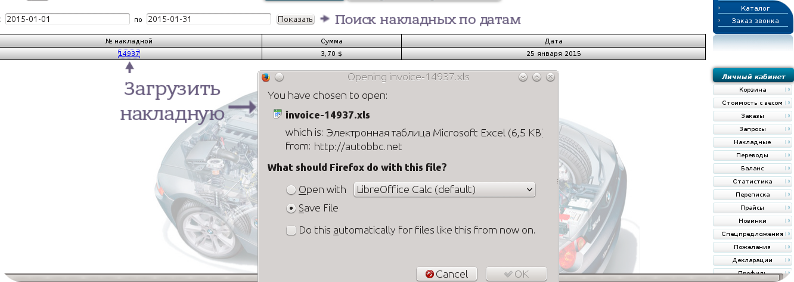 2015-01-01 по 2015-01-31 Показать Поиск накладных по датам
№ накладной Сумма Дата
14937 3,70 $ 25 января 2015
Загрузить
накладную
Opening invoice-14937.xls
You have chosen to open:
invoice-14937.xls
which is: Электронная таблица Microsoft Excel (6,5 KB
from: http://autobbc.net
What should Firefox do with this file?
Open with LibreOffice Calc (default)
Save File
Do this automatically for files like this from now on.
Cancel OK
Каталог
Заказ звонка
Личный кабинет
Корзина
Стоимость с весом
Заказы
Запросы
Накладные
Переводы
Баланс
Статистика
Переписка
Прайсы
Новинки
Спецпредложения
Пожелания
Декларации
Профиль